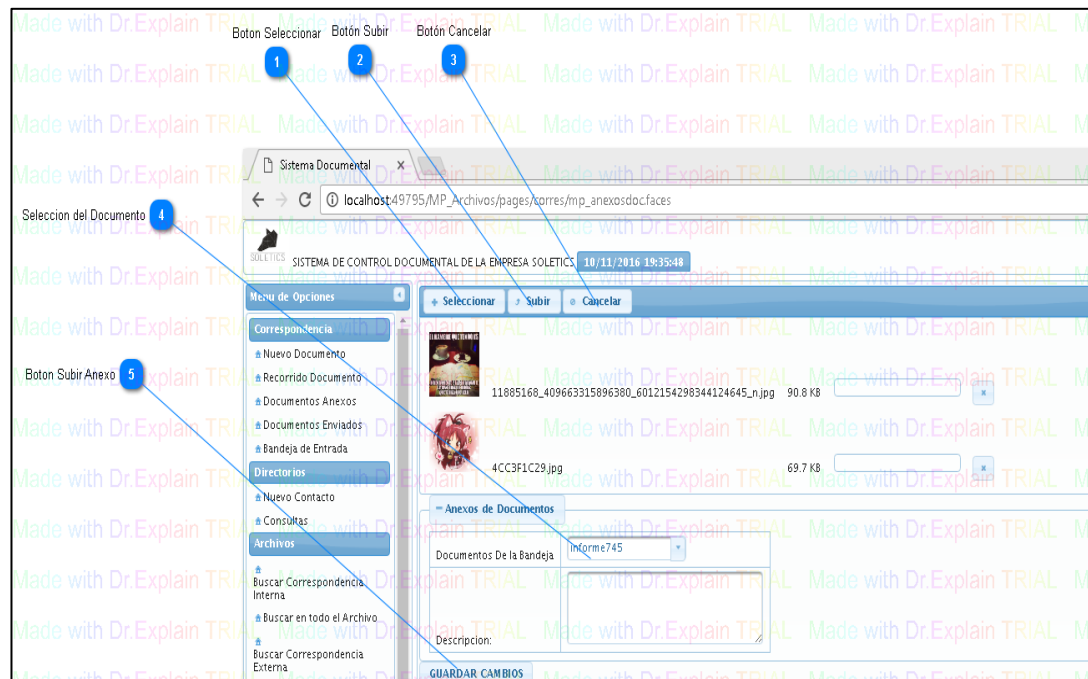 Made with Dr.Explain TRIAL
Boton Seleccionar
Botón Subir
Botón Cancelar
1
2
3
Sistema Documental
x
localhost:49795/MP_Archivos/pages/corres/mp_anexosdoc.faces
Seleccion del Documento
4
SOLETICS
SISTEMA DE CONTROL DOCUMENTAL DE LA EMPRESA SOLETICS
10/11/2016 19:35:48
Menu de Opciones
Seleccionar
Subir
Cancelar
Correspondencia
Nuevo Documento
Recorrido Documento
Documentos Anexos
Documentos Enviados
Bandeja de Entrada
Boton Subir Anexo
5
11885168_409663315896380_6012154298344124645_n.jpg
90.8 KB
4CC3F1C29.jpg
69.7 KB
Directorios
Nuevo Contacto
Consultas
Archivos
Buscar Correspondencia
Interna
Buscar en todo el Archivo
Buscar Correspondencia
Externa
Anexos de Documentos
Documentos De la Bandeja
informe745
Descripcion:
GUARDAR CAMBIOS